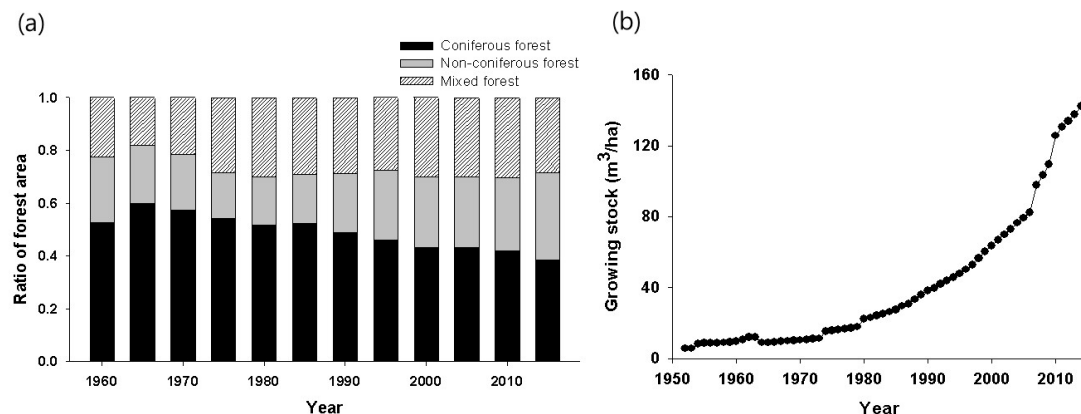 (a)
Coniferous forest
Non-coniferous forest
Mixed forest
1.0
0.8
0.6
0.4
0.2
0.0
Ratio of forest area
1960 1970 1980 1990 2000 2010
Year
(b)
160
120
80
40
0
Growing stock (m³/ha)
1950 1960 1970 1980 1990 2000 2010
Year